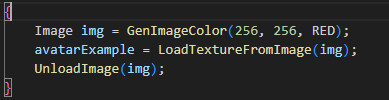 {
    Image img = GenImageColor(256, 256, RED);
    avatarExample = LoadTextureFromImage(img);
    UnloadImage(img);
}